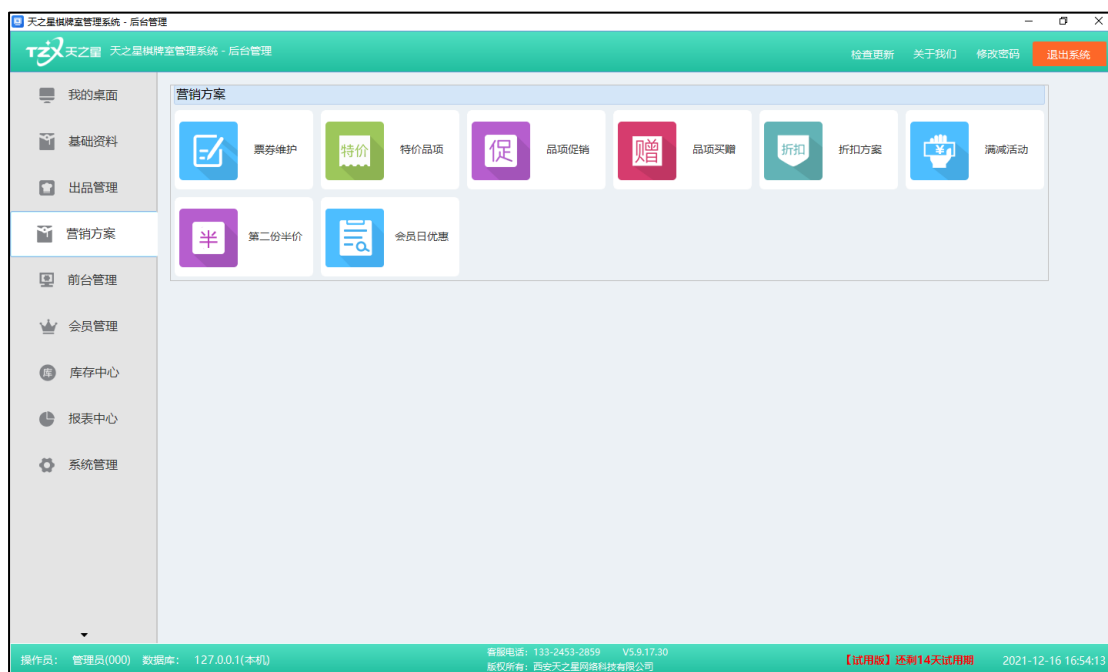 天之星棋牌室管理系统 - 后台管理
TZX天之星 天之星棋牌室管理系统 - 后台管理
检查更新 关于我们 修改密码 退出系统
我的桌面
基础资料
出品管理
营销方案
前台管理
会员管理
库 库存中心
报表中心
系统管理
营销方案
票券维护
特价 特价品项
促 品项促销
赠 品项买赠
折扣 折扣方案
¥ 满减活动
半 第二份半价
会员日优惠
操作员: 管理员(000) 数据库: 127.0.0.1(本机)
客服电话: 133-2453-2859 V5.9.17.30
版权所有: 西安天之星网络科技有限公司
【试用版】还剩14天试用期 2021-12-16 16:54:13